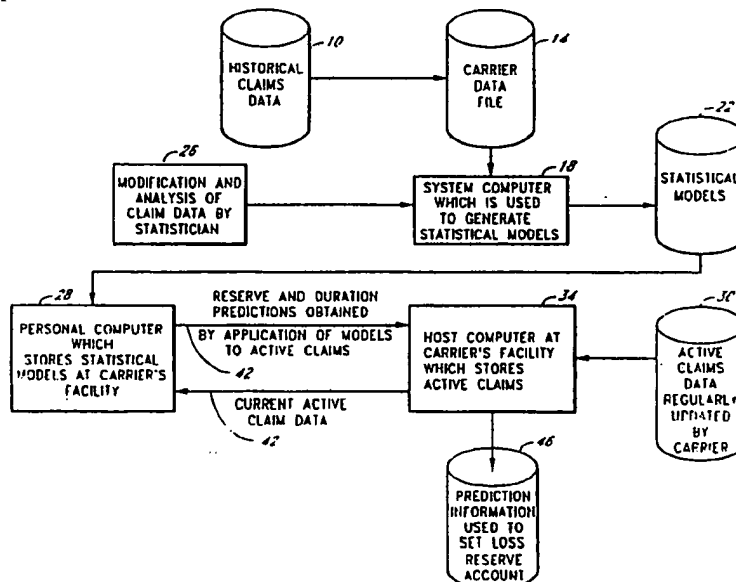 10
HISTORICAL
CLAIMS
DATA
14
CARRIER
DATA
FILE
22
STATISTICAL
MODELS
26
MODIFICATION AND
ANALYSIS OF
CLAIM DATA BY
STATISTICIAN
18
SYSTEM COMPUTER
WHICH IS USED
TO GENERATE
STATISTICAL MODELS
28
PERSONAL COMPUTER
WHICH
STORES STATISTICAL
MODELS AT CARRIER'S
FACILITY
RESERVE AND DURATION
PREDICTIONS OBTAINED
BY APPLICATION OF MODELS
TO ACTIVE CLAIMS
42
CURRENT ACTIVE
CLAIM DATA
42
34
HOST COMPUTER AT
CARRIER'S FACILITY
WHICH STORES
ACTIVE CLAIMS
30
ACTIVE
CLAIMS
DATA
REGULARLY
UPDATED
BY
CARRIER
46
PREDICTION
INFORMATION
USED TO
SET LOSS
RESERVE
ACCOUNT